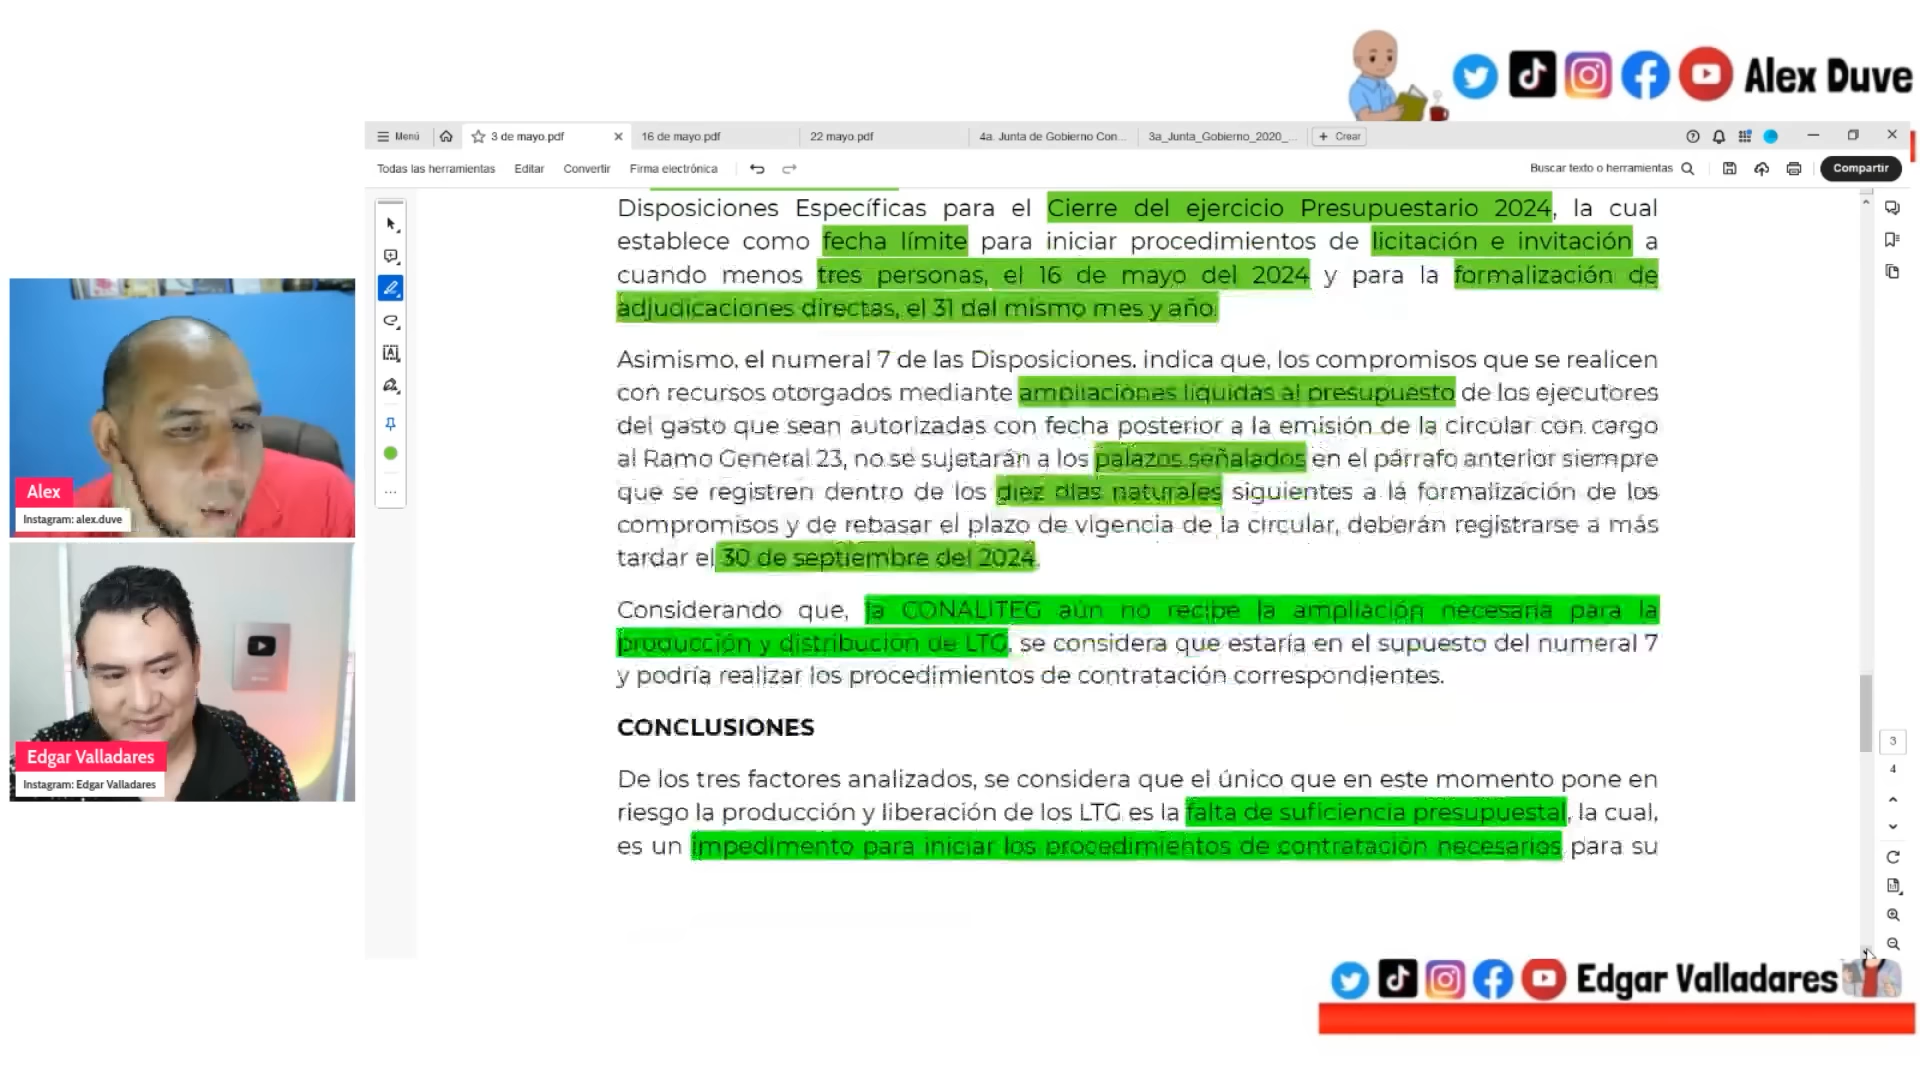 Alex Duve
Menú
3 de mayo.pdf
16 de mayo.pdf
22 mayo.pdf
4a. Junta de Gobierno Con...
3a_Junta_Gobierno_2020_...
+ Crear
Todas las herramientas
Editar
Convertir
Firma electrónica
Buscar texto o herramientas
Compartir
Disposiciones Específicas para el Cierre del ejercicio Presupuestario 2024, la cual
establece como fecha límite para iniciar procedimientos de licitación e invitación a
cuando menos tres personas, el 16 de mayo del 2024 y para la formalización de
adjudicaciones directas, el 31 del mismo mes y año.
Asimismo, el numeral 7 de las Disposiciones, indica que, los compromisos que se realicen
con recursos otorgados mediante ampliaciones líquidas al presupuesto de los ejecutores
del gasto que sean autorizadas con fecha posterior a la emisión de la circular con cargo
al Ramo General 23, no se sujetarán a los palazos señalados en el párrafo anterior siempre
que se registren dentro de los diez días naturales siguientes a lá formalización de los
compromisos y de rebasar el plazo de vigencia de la circular, deberán registrarse a más
tardar el 30 de septiembre del 2024.
Considerando que, la CONALITEG aún no recibe la ampliación necesaria para la
producción y distribución de LTG, se considera que estaría en el supuesto del numeral 7
y podría realizar los procedimientos de contratación correspondientes.
CONCLUSIONES
De los tres factores analizados, se considera que el único que en este momento pone en
riesgo la producción y liberación de los LTG es la falta de suficiencia presupuestal, la cual,
es un impedimento para iniciar los procedimientos de contratación necesarios para su
3
4
Alex
Instagram: alex.duve
Edgar Valladares
Instagram: Edgar Valladares
Edgar Valladares